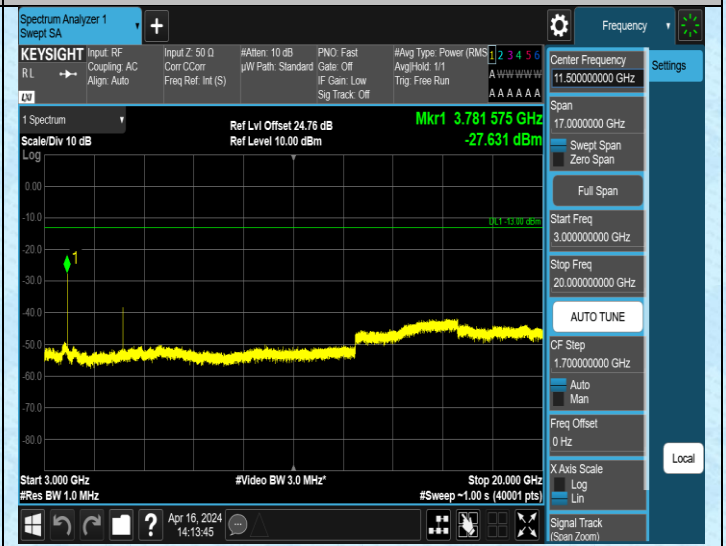 Spectrum Analyzer 1
Swept SA
Frequency
KEYSIGHT
RL
LXI
Input: RF
Coupling: AC
Align: Auto
Input Z: 50 Ω
Corr CCorr
Freq Ref: Int (S)
#Atten: 10 dB
µW Path: Standard
PNO: Fast
Gate: Off
IF Gain: Low
Sig Track: Off
#Avg Type: Power (RMS
Avg|Hold: 1/1
Trig: Free Run
1 2 3 4 5 6
A W W W W W
A A A A A A
1 Spectrum
Scale/Div 10 dB
Log
Ref Lvl Offset 24.76 dB
Ref Level 10.00 dBm
Mkr1 3.781 575 GHz
-27.631 dBm
0.00
-10.0
-20.0
-30.0
-40.0
-50.0
-60.0
-70.0
-80.0
DL1 -13.00 dBm
1
Start 3.000 GHz
#Res BW 1.0 MHz
#Video BW 3.0 MHz*
Stop 20.000 GHz
#Sweep ~1.00 s (40001 pts)
Center Frequency
11.500000000 GHz
Span
17.0000000 GHz
Swept Span
Zero Span
Full Span
Start Freq
3.000000000 GHz
Stop Freq
20.000000000 GHz
AUTO TUNE
CF Step
1.700000000 GHz
Auto
Man
Freq Offset
0 Hz
X Axis Scale
Log
Lin
Signal Track
(Span Zoom)
Settings
Local
?
Apr 16, 2024
14:13:45